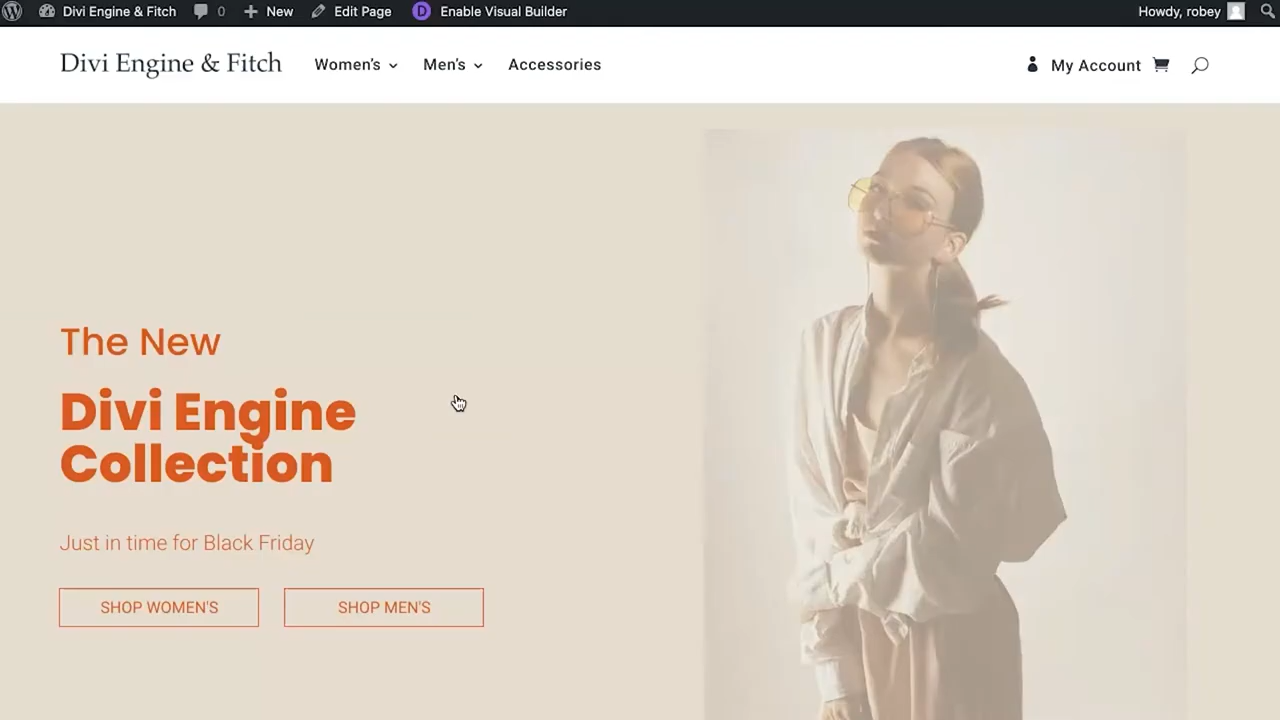 Divi Engine & Fitch 0 New Edit Page D Enable Visual Builder Howdy, robey
Divi Engine & Fitch Women's Men's Accessories My Account
The New
Divi Engine
Collection
Just in time for Black Friday
SHOP WOMEN'S SHOP MEN'S